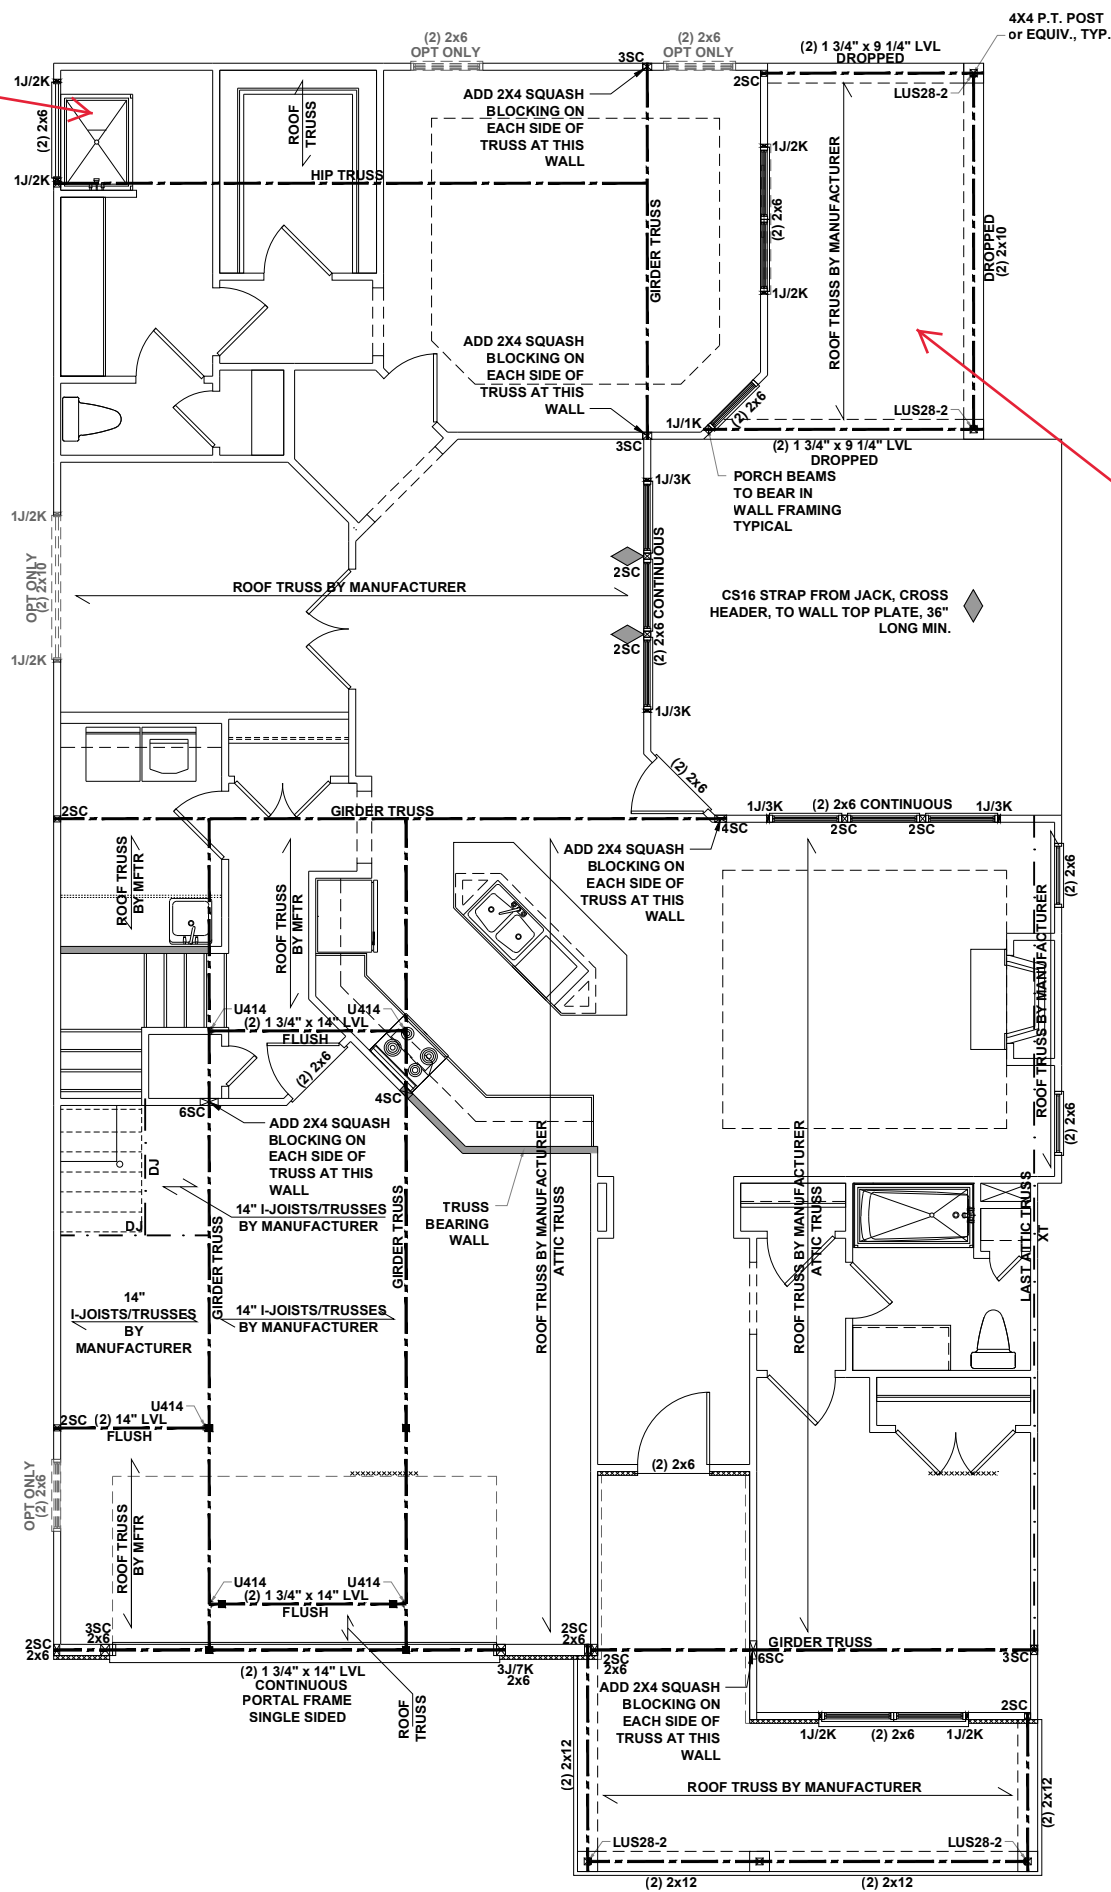 4X4 P.T. POST
or EQUIV., TYP.
(2) 2x6
OPT ONLY
(2) 2x6
OPT ONLY
(2) 1 3/4" x 9 1/4" LVL
DROPPED
3SC
2SC
LUS28-2
1J/2K
(2) 2x6
1J/2K
ROOF
TRUSS
ADD 2X4 SQUASH
BLOCKING ON
EACH SIDE OF
TRUSS AT THIS
WALL
HIP TRUSS
GIRDER TRUSS
1J/2K
(2) 2x6
1J/2K
ROOF TRUSS BY MANUFACTURER
DROPPED
(2) 2x10
ADD 2X4 SQUASH
BLOCKING ON
EACH SIDE OF
TRUSS AT THIS
WALL
3SC
1J/1K
(2) 2x6
LUS28-2
(2) 1 3/4" x 9 1/4" LVL
DROPPED
PORCH BEAMS
TO BEAR IN
WALL FRAMING
TYPICAL
1J/3K
1J/2K
OPT ONLY
(2) 2x10
1J/2K
ROOF TRUSS BY MANUFACTURER
2SC
2SC
(2) 2x6 CONTINUOUS
1J/3K
CS16 STRAP FROM JACK, CROSS
HEADER, TO WALL TOP PLATE, 36"
LONG MIN.
(2) 2x6
2SC
GIRDER TRUSS
4SC
1J/3K
(2) 2x6 CONTINUOUS
1J/3K
2SC
2SC
ADD 2X4 SQUASH
BLOCKING ON
EACH SIDE OF
TRUSS AT THIS
WALL
ROOF TRUSS
BY MFTR
ROOF TRUSS
BY MFTR
(2) 2x6
ROOF TRUSS BY MANUFACTURER
(2) 2x6
U414
U414
(2) 1 3/4" x 14" LVL
FLUSH
(2) 2x6
4SC
6SC
ADD 2X4 SQUASH
BLOCKING ON
EACH SIDE OF
TRUSS AT THIS
WALL
DJ
DJ
14" I-JOISTS/TRUSSES
BY MANUFACTURER
TRUSS
BEARING
WALL
GIRDER TRUSS
GIRDER TRUSS
ROOF TRUSS BY MANUFACTURER
ATTIC TRUSS
ROOF TRUSS BY MANUFACTURER
ATTIC TRUSS
LAST ATTIC TRUSS
XT
14"
I-JOISTS/TRUSSES
BY
MANUFACTURER
14" I-JOISTS/TRUSSES
BY MANUFACTURER
U414
2SC
(2) 14" LVL
FLUSH
OPT ONLY
(2) 2x6
ROOF TRUSS
BY MFTR
(2) 2x6
U414
U414
(2) 1 3/4" x 14" LVL
FLUSH
2SC
2x6
3SC
2x6
(2) 1 3/4" x 14" LVL
CONTINUOUS
PORTAL FRAME
SINGLE SIDED
ROOF
TRUSS
3J/7K
2x6
2SC
2x6
2SC
2x6
GIRDER TRUSS
6SC
3SC
ADD 2X4 SQUASH
BLOCKING ON
EACH SIDE OF
TRUSS AT THIS
WALL
2SC
1J/2K
(2) 2x6
1J/2K
(2) 2x12
ROOF TRUSS BY MANUFACTURER
(2) 2x12
LUS28-2
LUS28-2
(2) 2x12
(2) 2x12